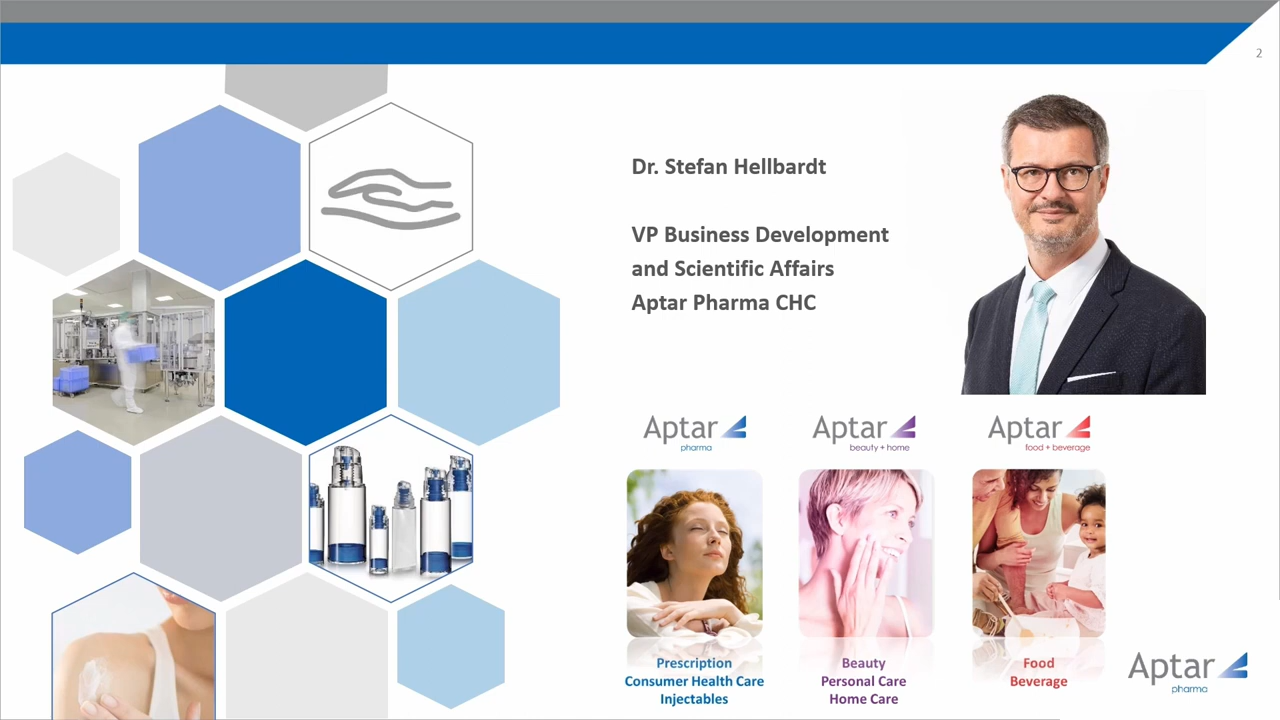 2
Dr. Stefan Hellbardt
VP Business Development
and Scientific Affairs
Aptar Pharma CHC
Aptar
pharma
Aptar
beauty + home
Aptar
food + beverage
Prescription
Consumer Health Care
Injectables
Beauty
Personal Care
Home Care
Food
Beverage
Aptar
pharma